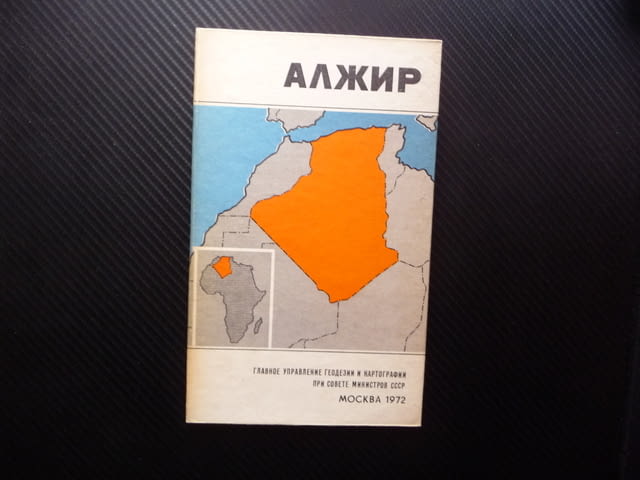 АЛЖИР
ГЛАВНОЕ УПРАВЛЕНИЕ ГЕОДЕЗИИ И КАРТОГРАФИИ
ПРИ СОВЕТЕ МИНИСТРОВ СССР
МОСКВА 1972